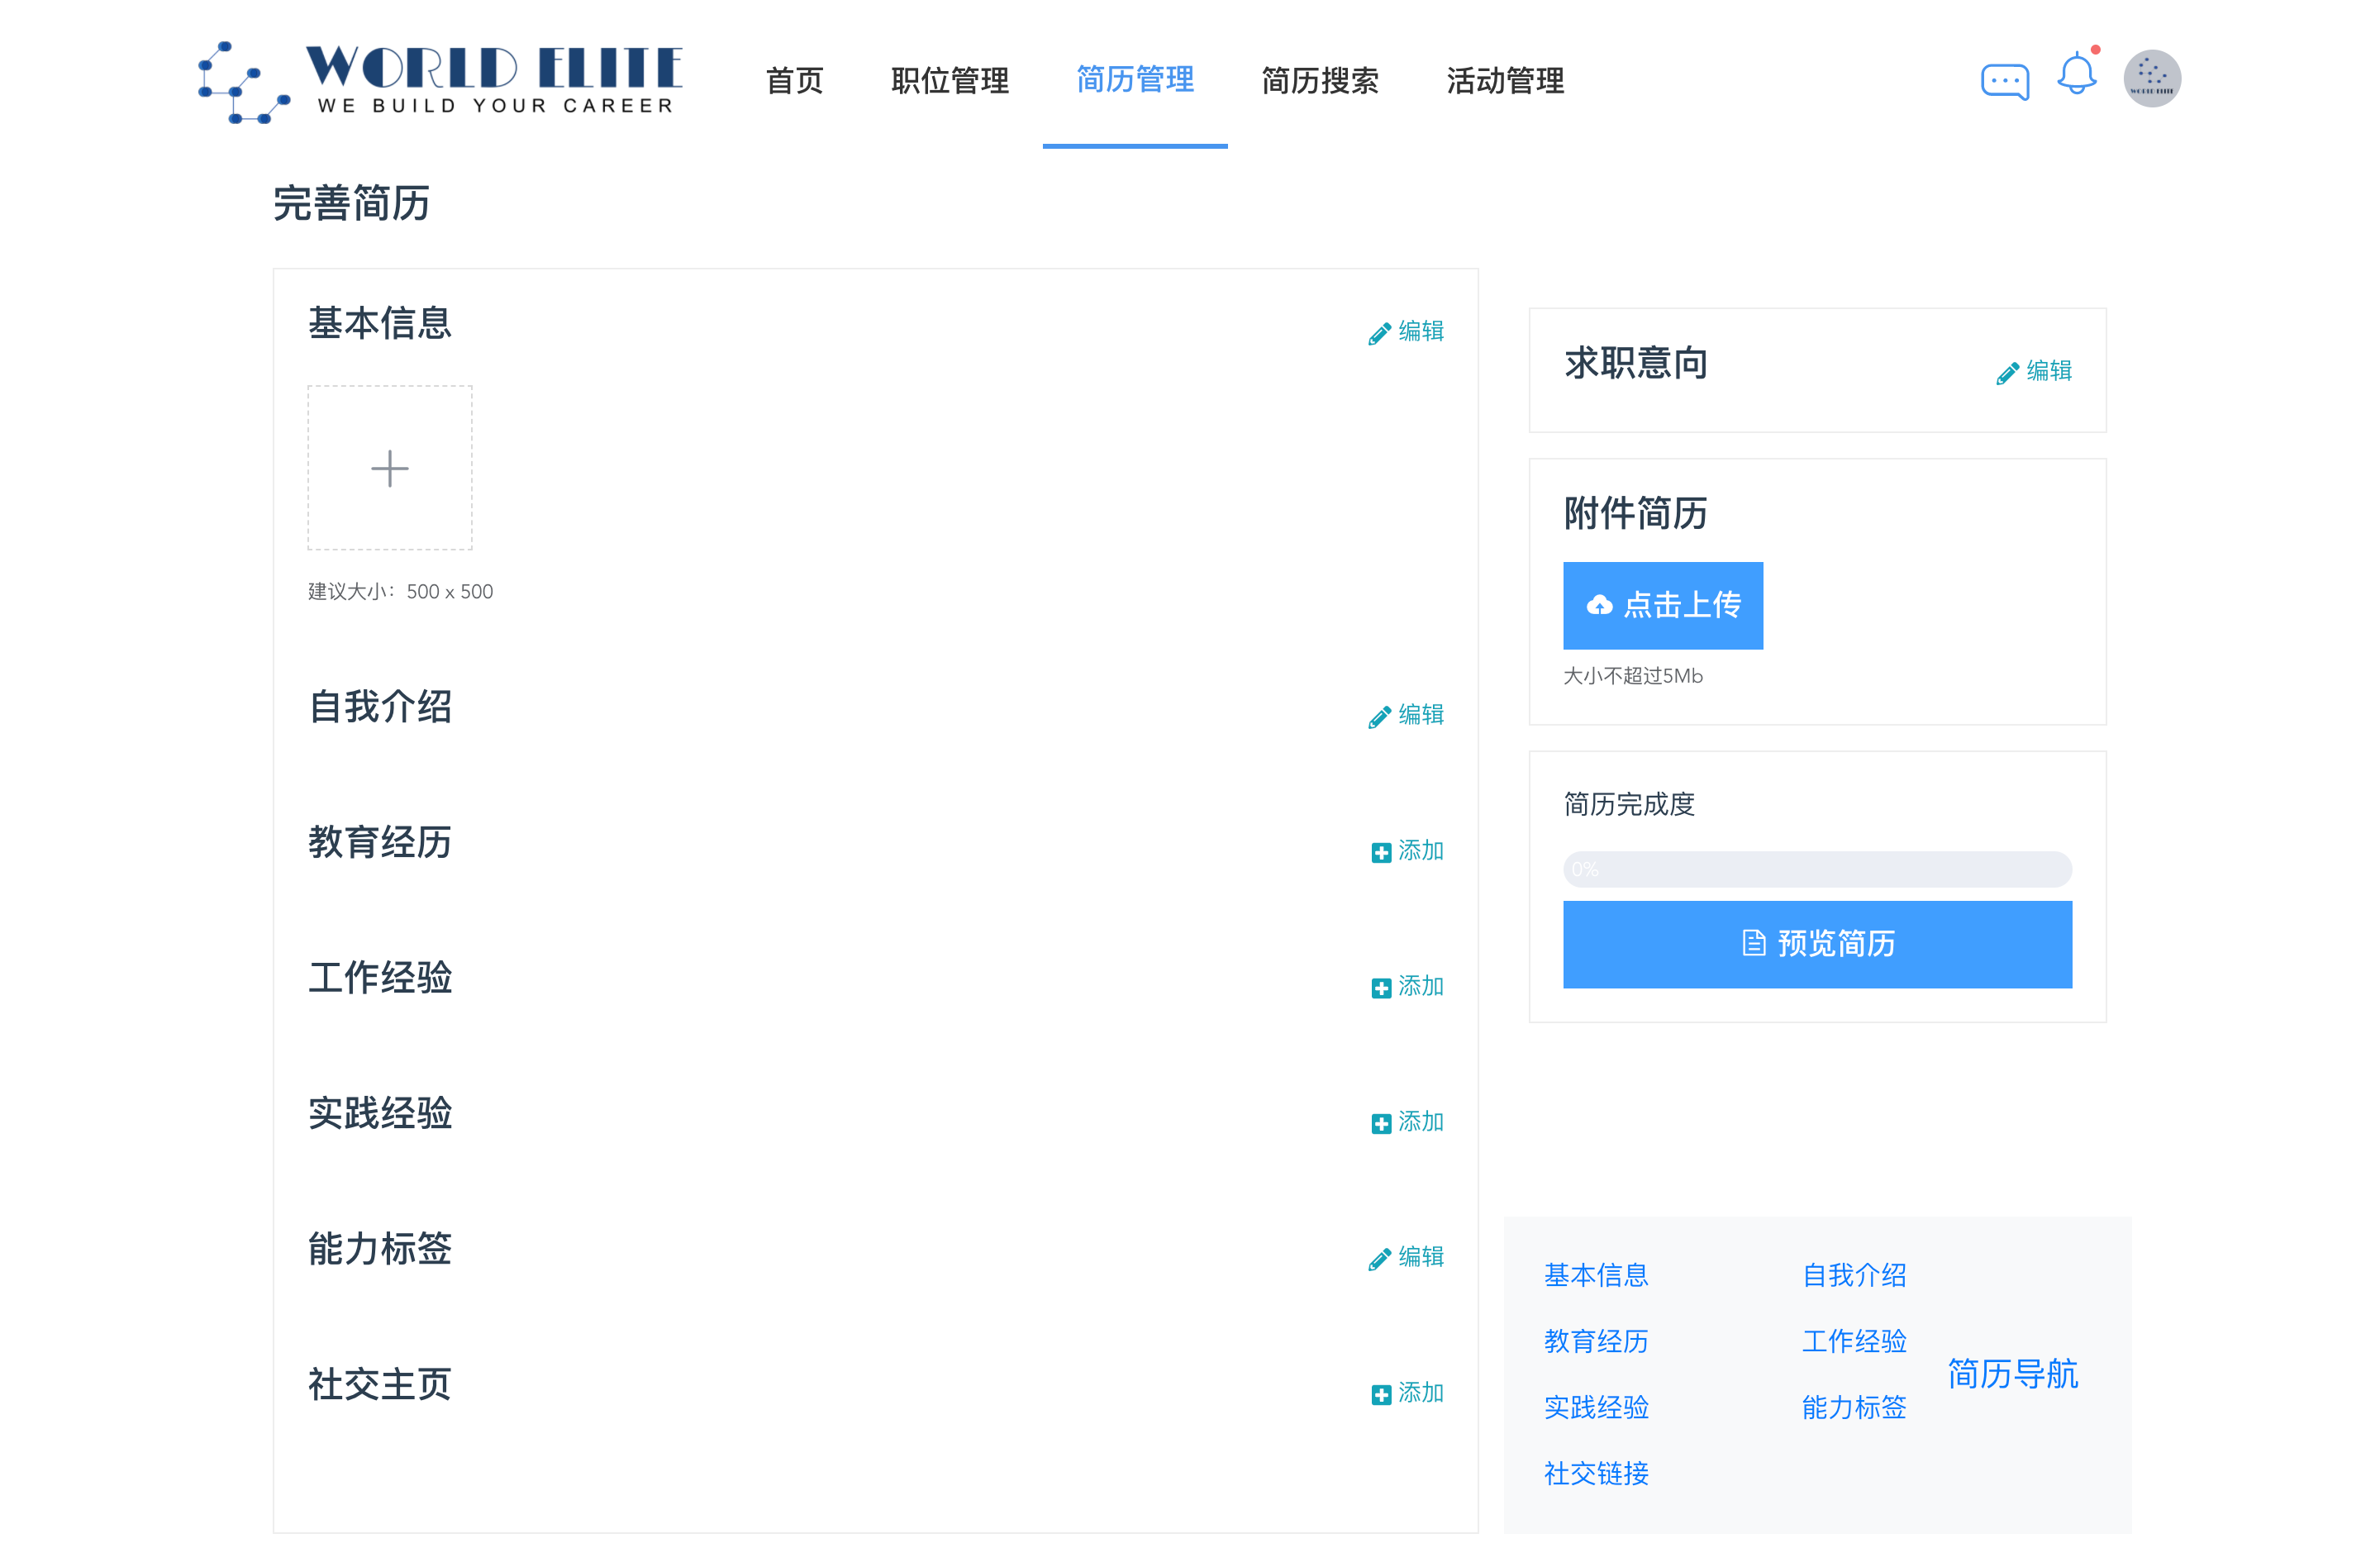 WORLD ELITE
WE BUILD YOUR CAREER
首页
职位管理
简历管理
简历搜索
活动管理
WORLD ELITE
完善简历
基本信息
编辑
建议大小：500 x 500
自我介绍
编辑
教育经历
添加
工作经验
添加
实践经验
添加
能力标签
编辑
社交主页
添加
求职意向
编辑
附件简历
点击上传
大小不超过5Mb
简历完成度
0%
预览简历
基本信息
自我介绍
教育经历
工作经验
实践经验
能力标签
社交链接
简历导航